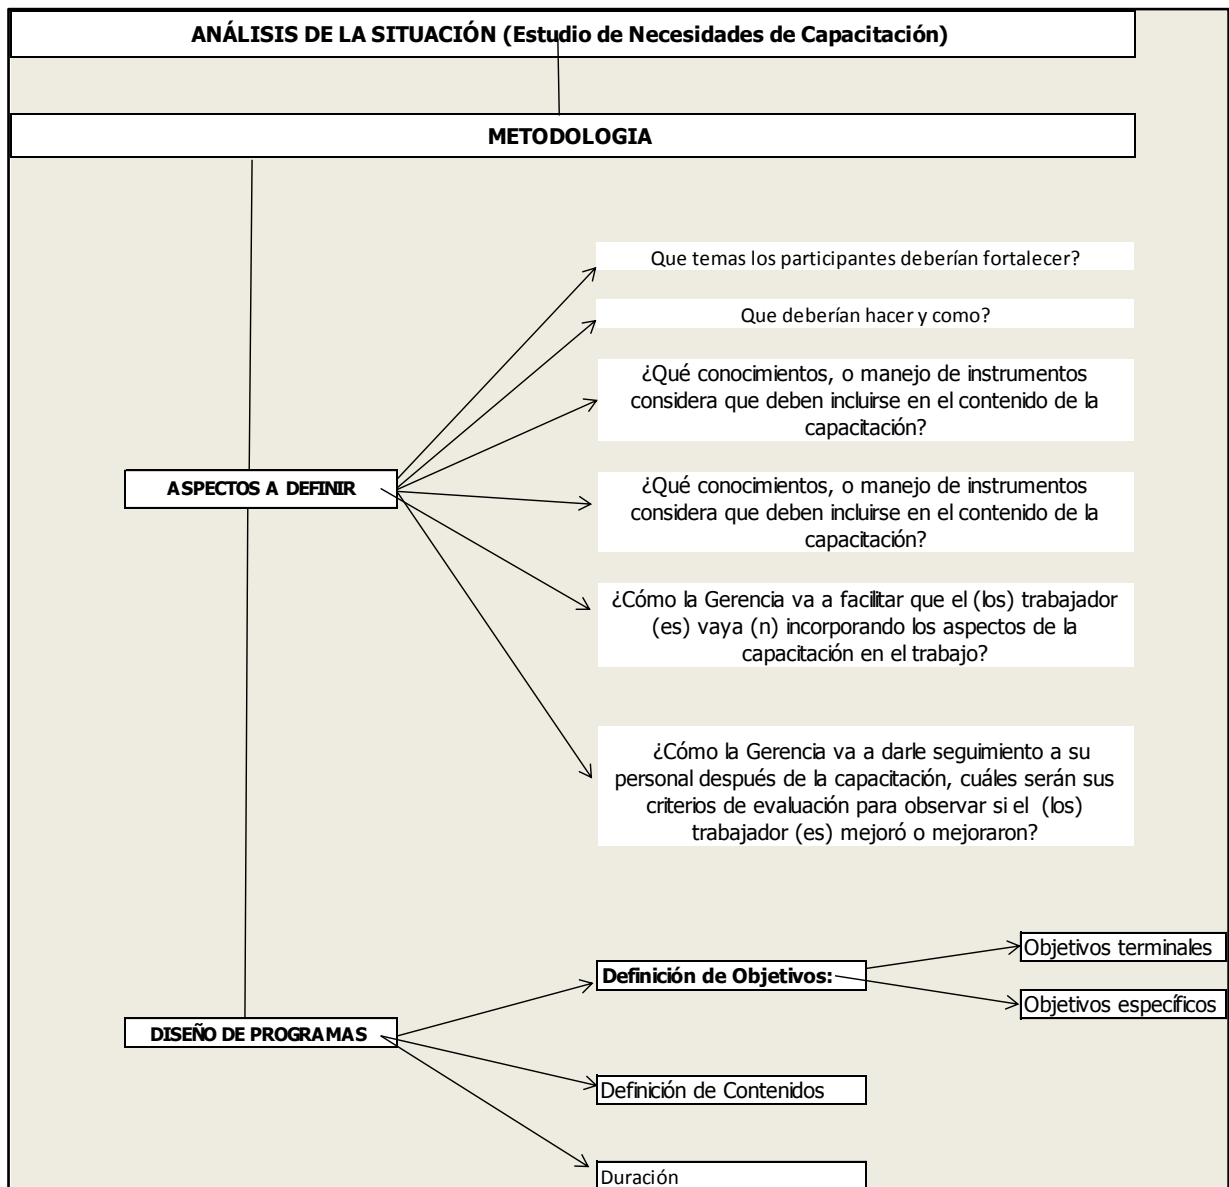 ANÁLISIS DE LA SITUACIÓN (Estudio de Necesidades de Capacitación)
METODOLOGIA
Que temas los participantes deberían fortalecer?
Que deberían hacer y como?
¿Qué conocimientos, o manejo de instrumentos
considera que deben incluirse en el contenido de la
capacitación?
ASPECTOS A DEFINIR
¿Qué conocimientos, o manejo de instrumentos
considera que deben incluirse en el contenido de la
capacitación?
¿Cómo la Gerencia va a facilitar que el (los) trabajador
(es) vaya (n) incorporando los aspectos de la
capacitación en el trabajo?
¿Cómo la Gerencia va a darle seguimiento a su
personal después de la capacitación, cuáles serán sus
criterios de evaluación para observar si el (los)
trabajador (es) mejoró o mejoraron?
DISEÑO DE PROGRAMAS
Definición de Objetivos:
Objetivos terminales
Objetivos específicos
Definición de Contenidos
Duración